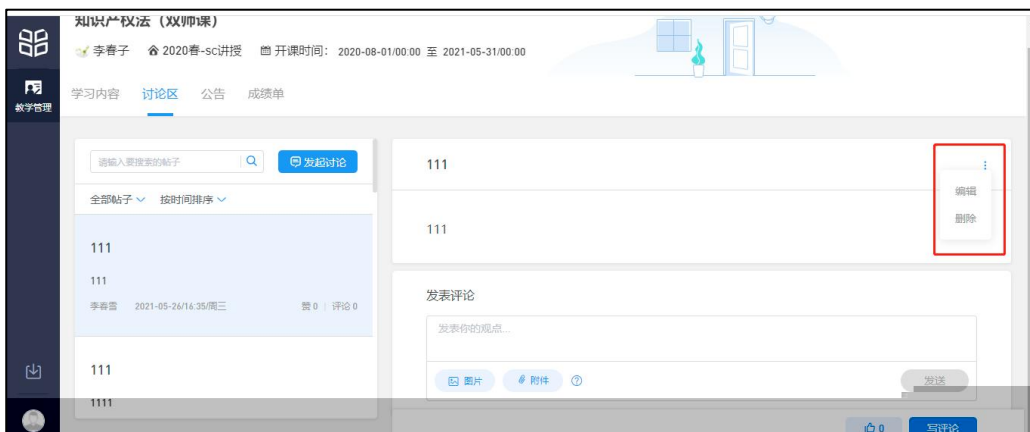 知识产权法（双师课）
李春子 2020春-sc讲授 开课时间： 2020-08-01/00:00 至 2021-05-31/00:00
教学管理
学习内容 讨论区 公告 成绩单
请输入要搜索的帖子 发起讨论
全部帖子 按时间排序
111
111
李春雪 2021-05-26/16:35/周三 赞 0 评论 0
111
1111
111
编辑
删除
111
发表评论
发表你的观点...
图片 附件 发送
0 写评论